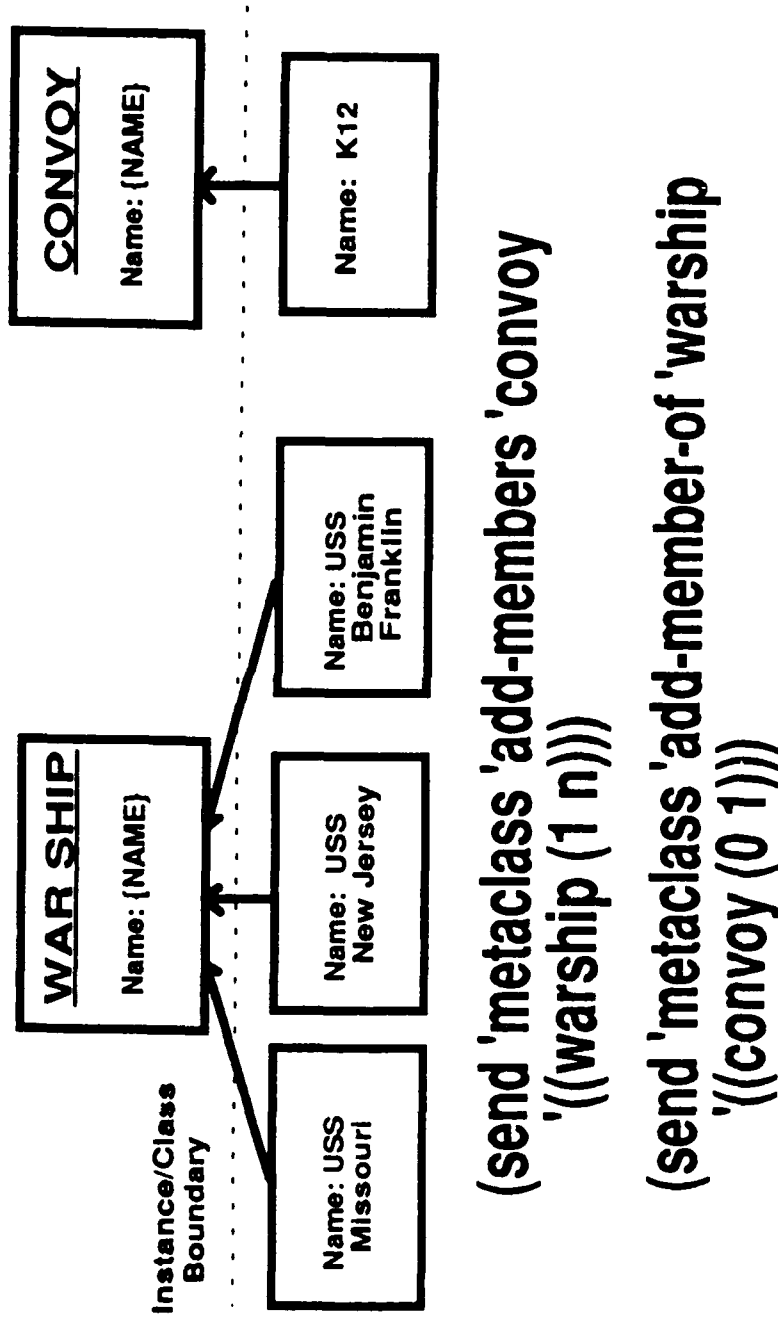 WAR SHIP
Name: {NAME}
CONVOY
Name: {NAME}
Instance/Class
Boundary
Name: USS
Missouri
Name: USS
New Jersey
Name: USS
Benjamin
Franklin
Name: K12
(send 'metaclass 'add-members 'convoy
'((warship (1 n)))
(send 'metaclass 'add-member-of 'warship
'((convoy (0 1)))